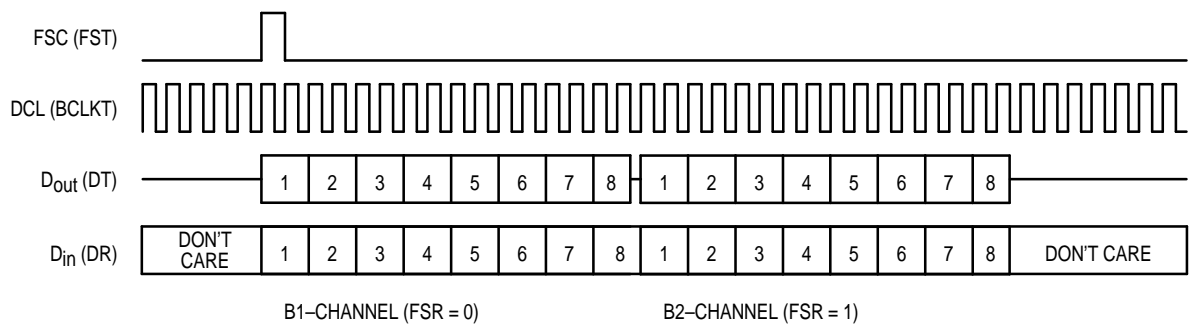 FSC (FST)
DCL (BCLKT)
Dout (DT) 1 2 3 4 5 6 7 8 1 2 3 4 5 6 7 8
Din (DR) DON'T CARE 1 2 3 4 5 6 7 8 1 2 3 4 5 6 7 8 DON'T CARE
B1–CHANNEL (FSR = 0) B2–CHANNEL (FSR = 1)